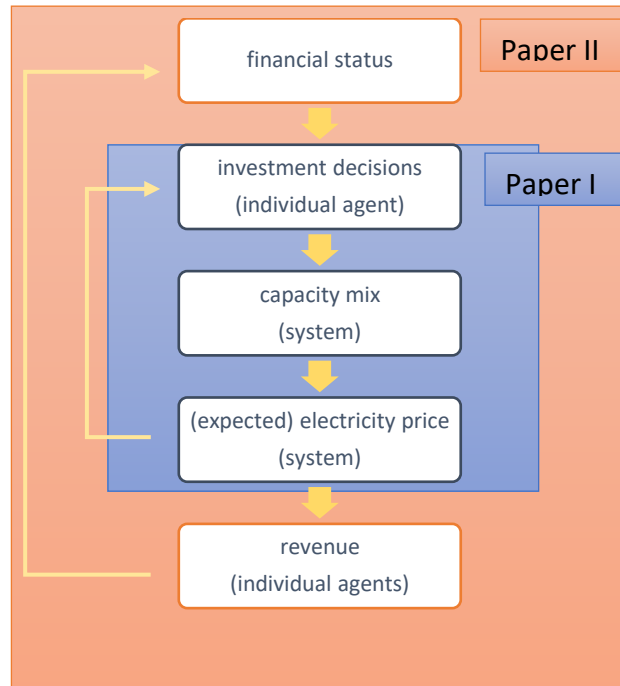 financial status
Paper II
investment decisions
(individual agent)
Paper I
capacity mix
(system)
(expected) electricity price
(system)
revenue
(individual agents)